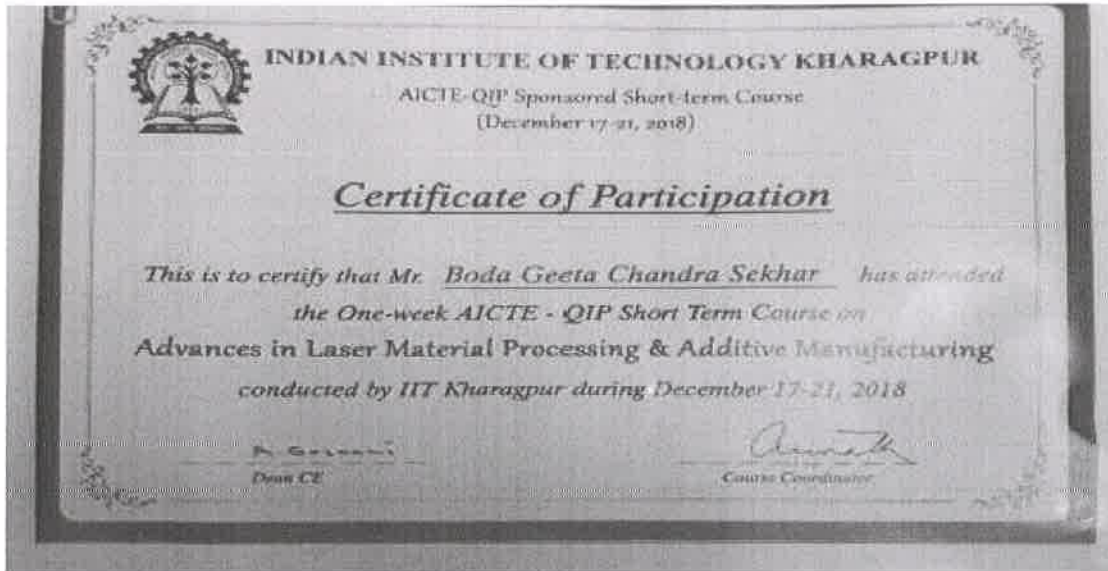 INDIAN INSTITUTE OF TECHNOLOGY KHARAGPUR
AICTE-QIP Sponsored Short-term Course
(December 17-21, 2018)
Certificate of Participation
This is to certify that Mr. Boda Geeta Chandra Sekhar has attended
the One-week AICTE - QIP Short Term Course on
Advances in Laser Material Processing & Additive Manufacturing
conducted by IIT Kharagpur during December 17-21, 2018
Dean CE Course Coordinator